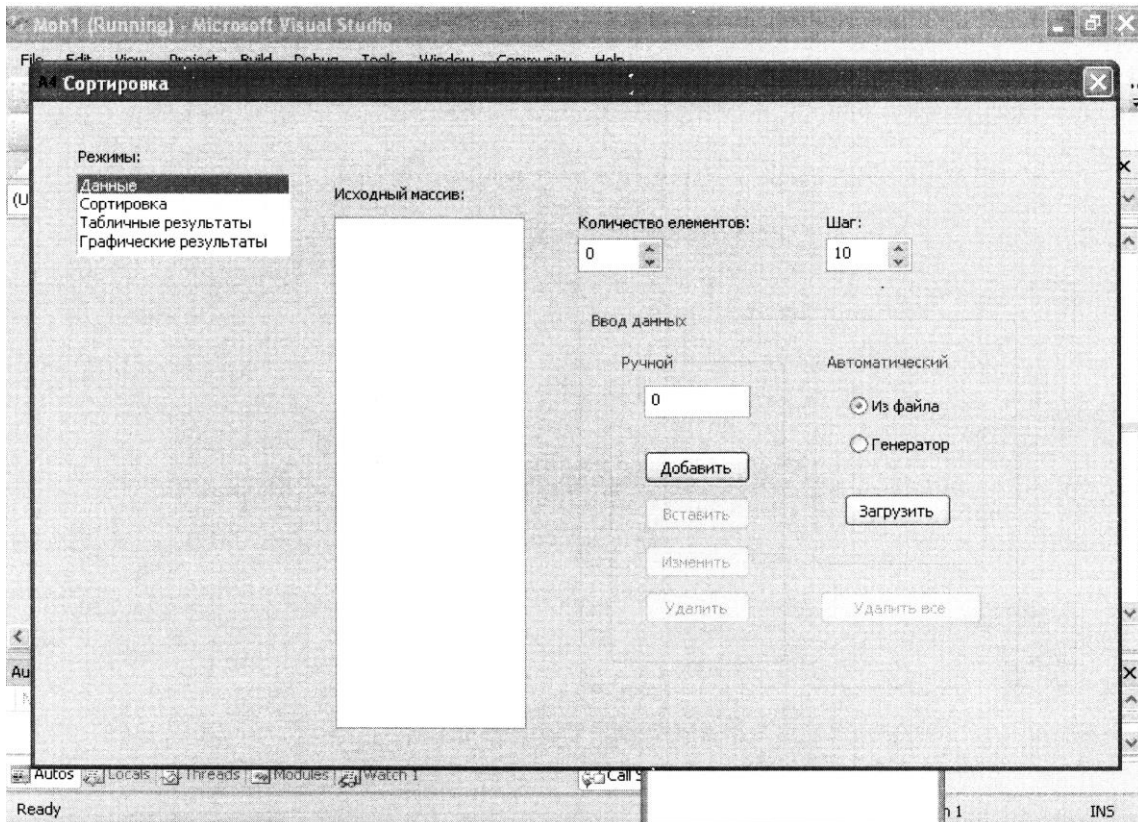 Moh1 (Running) - Microsoft Visual Studio
File Edit View Project Build Debug Tools Window Community Help
Сортировка
Режимы:
Данные
Сортировка
Табличные результаты
Графические результаты
Исходный массив:
Количество елементов:
0
Шаг:
10
Ввод данных
Ручной
0
Добавить
Вставить
Изменить
Удалить
Автоматический
Из файла
Генератор
Загрузить
Удалить все
(U
Au
Autos Locals Threads Modules Watch 1
Call S
Ready
1
INS